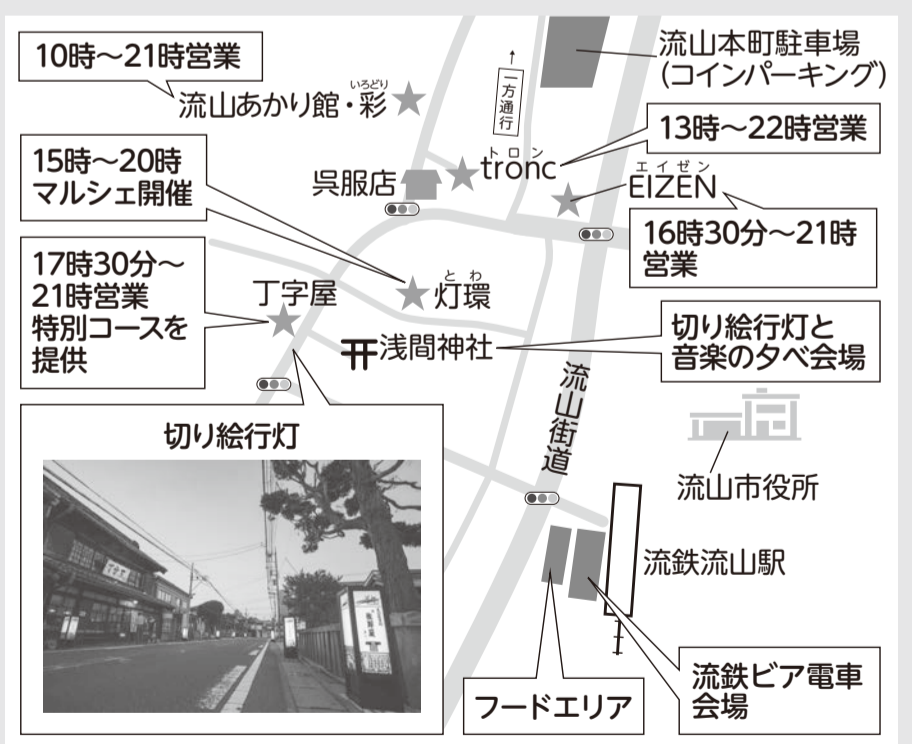 10時～21時営業
いろどり
流山あかり館・彩
流山本町駐車場
(コインパーキング)
↑一方通行
13時～22時営業
トロン
tronc
エイゼン
EIZEN
16時30分～21時
営業
15時～20時
マルシェ開催
呉服店
17時30分～
21時営業
特別コースを
提供
丁字屋
とわ
灯環
浅間神社
切り絵行灯と
音楽の夕べ会場
流山街道
流山市役所
切り絵行灯
流鉄流山駅
フードエリア
流鉄ビア電車
会場